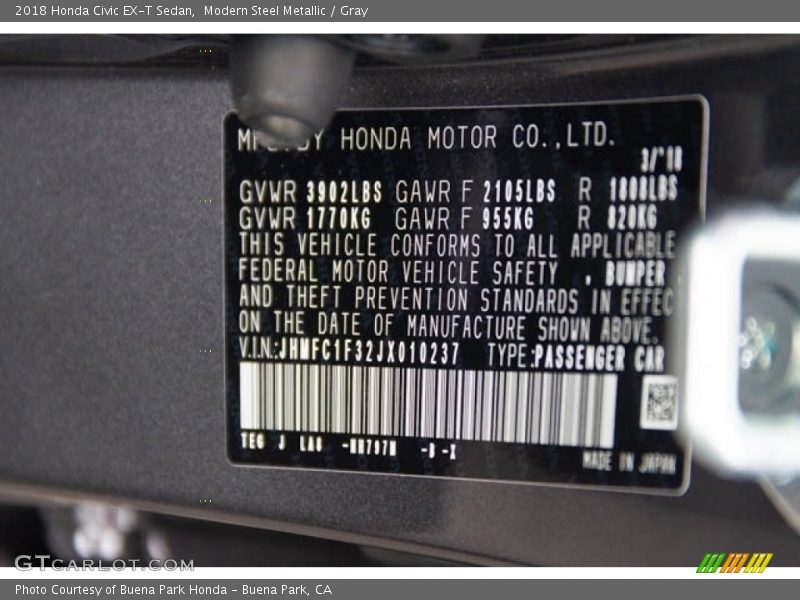 2018 Honda Civic EX-T Sedan, Modern Steel Metallic / Gray
BY HONDA MOTOR CO.,LTD.
3/'18
GVWR 3902LBS GAWR F 2105LBS R 1808LBS
GVWR 1770KG GAWR F 955KG R 820KG
THIS VEHICLE CONFORMS TO ALL APPLICABLE
FEDERAL MOTOR VEHICLE SAFETY , BUMPER
AND THEFT PREVENTION STANDARDS IN EFFEC
ON THE DATE OF MANUFACTURE SHOWN ABOVE.
V.I.N:JHMFC1F32JX010237 TYPE:PASSENGER CAR
TEG J -NH797M -B -X
MADE IN JAPAN
GTCARLOT.COM
Photo Courtesy of Buena Park Honda - Buena Park, CA